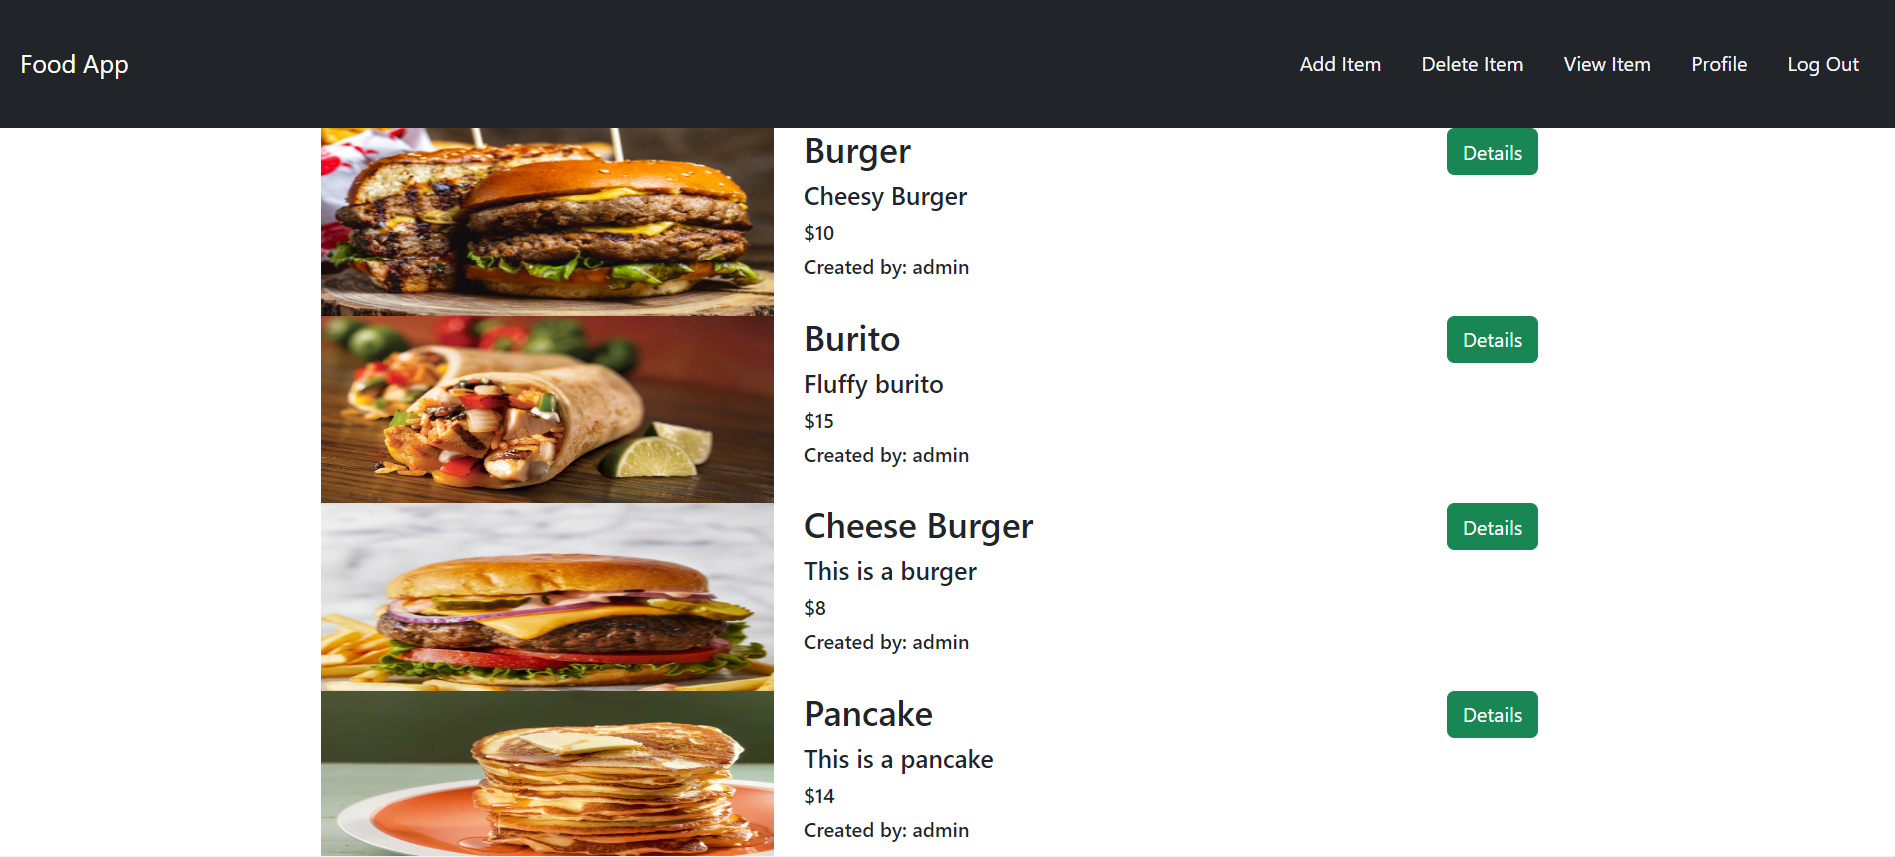 Food App
Add Item Delete Item View Item Profile Log Out
Burger
Details
Cheesy Burger
$10
Created by: admin
Burito
Details
Fluffy burito
$15
Created by: admin
Cheese Burger
Details
This is a burger
$8
Created by: admin
Pancake
Details
This is a pancake
$14
Created by: admin